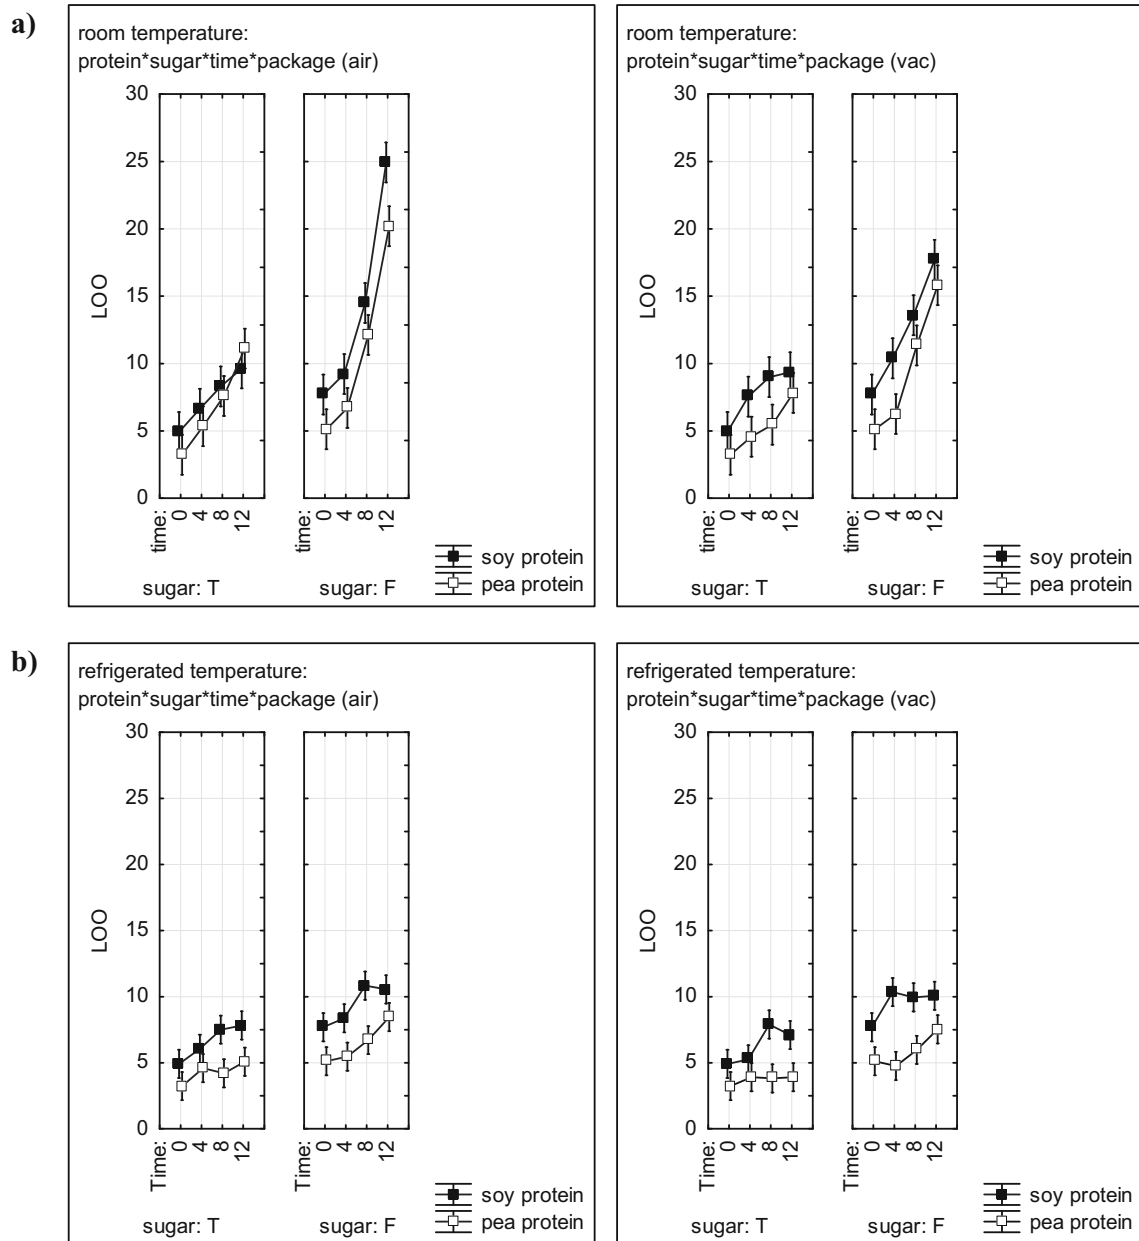 a)
room temperature:
protein*sugar*time*package (air)
30
25
20
15
10
5
0
LOO
time:
0
4
8
12
0
4
8
12
sugar: T
sugar: F
soy protein
pea protein
room temperature:
protein*sugar*time*package (vac)
30
25
20
15
10
5
0
LOO
time:
0
4
8
12
0
4
8
12
sugar: T
sugar: F
soy protein
pea protein
b)
refrigerated temperature:
protein*sugar*time*package (air)
30
25
20
15
10
5
0
LOO
Time:
0
4
8
12
0
4
8
12
sugar: T
sugar: F
soy protein
pea protein
refrigerated temperature:
protein*sugar*time*package (vac)
30
25
20
15
10
5
0
LOO
Time:
0
4
8
12
0
4
8
12
sugar: T
sugar: F
soy protein
pea protein